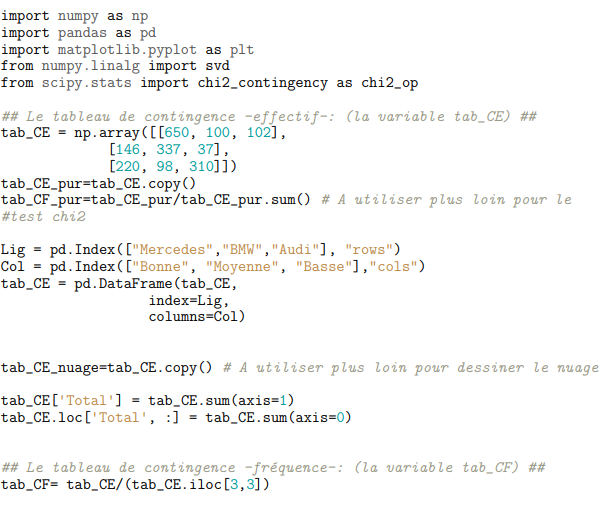 import numpy as np
import pandas as pd
import matplotlib.pyplot as plt
from numpy.linalg import svd
from scipy.stats import chi2_contingency as chi2_op
## Le tableau de contingence -effectif-: (la variable tab_CE) ##
tab_CE = np.array([[650, 100, 102],
[146, 337, 37],
[220, 98, 310]])
tab_CE_pur=tab_CE.copy()
tab_CF_pur=tab_CE_pur/tab_CE_pur.sum() # A utiliser plus loin pour le
#test chi2
Lig = pd.Index(["Mercedes","BMW","Audi"], "rows")
Col = pd.Index(["Bonne", "Moyenne", "Basse"],"cols")
tab_CE = pd.DataFrame(tab_CE,
index=Lig,
columns=Col)
tab_CE_nuage=tab_CE.copy() # A utiliser plus loin pour dessiner le nuage
tab_CE['Total'] = tab_CE.sum(axis=1)
tab_CE.loc['Total', :] = tab_CE.sum(axis=0)
## Le tableau de contingence -fréquence-: (la variable tab_CF) ##
tab_CF= tab_CE/(tab_CE.iloc[3,3])